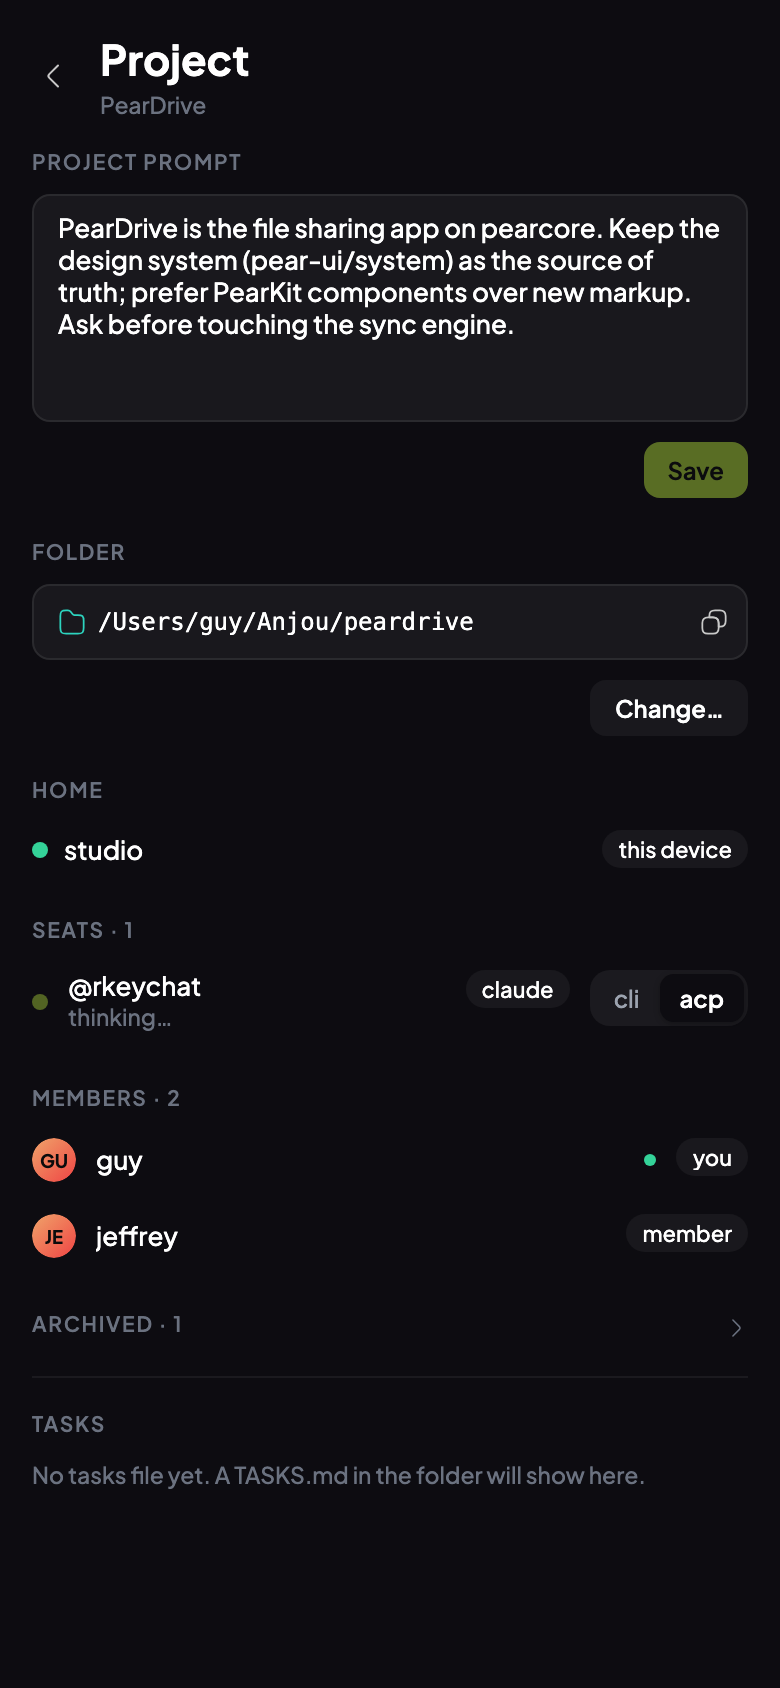 Project
PearDrive
PROJECT PROMPT
PearDrive is the file sharing app on pearcore. Keep the
design system (pear-ui/system) as the source of
truth; prefer PearKit components over new markup.
Ask before touching the sync engine.
Save
FOLDER
/Users/guy/Anjou/peardrive
Change...
HOME
studio
this device
SEATS · 1
@rkeychat
thinking...
claude
cli
acp
MEMBERS · 2
GU
guy
you
JE
jeffrey
member
ARCHIVED · 1
TASKS
No tasks file yet. A TASKS.md in the folder will show here.